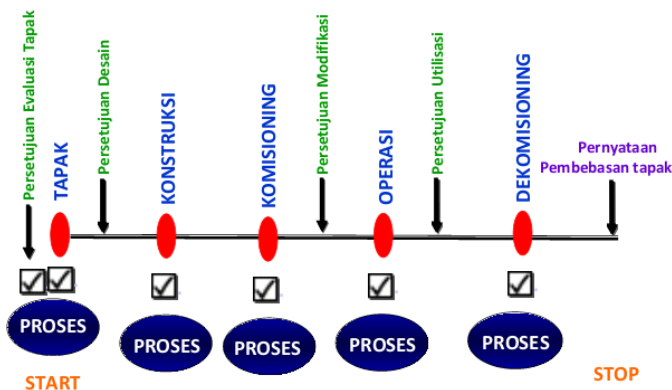 Persetujuan Evaluasi Tapak
TAPAK
Persetujuan Desain
KONSTRUKSI
KOMISIONING
Persetujuan Modifikasi
OPERASI
Persetujuan Utilisasi
DEKOMISIONING
Pernyataan
Pembebasan tapak
PROSES
PROSES
PROSES
PROSES
PROSES
START
STOP